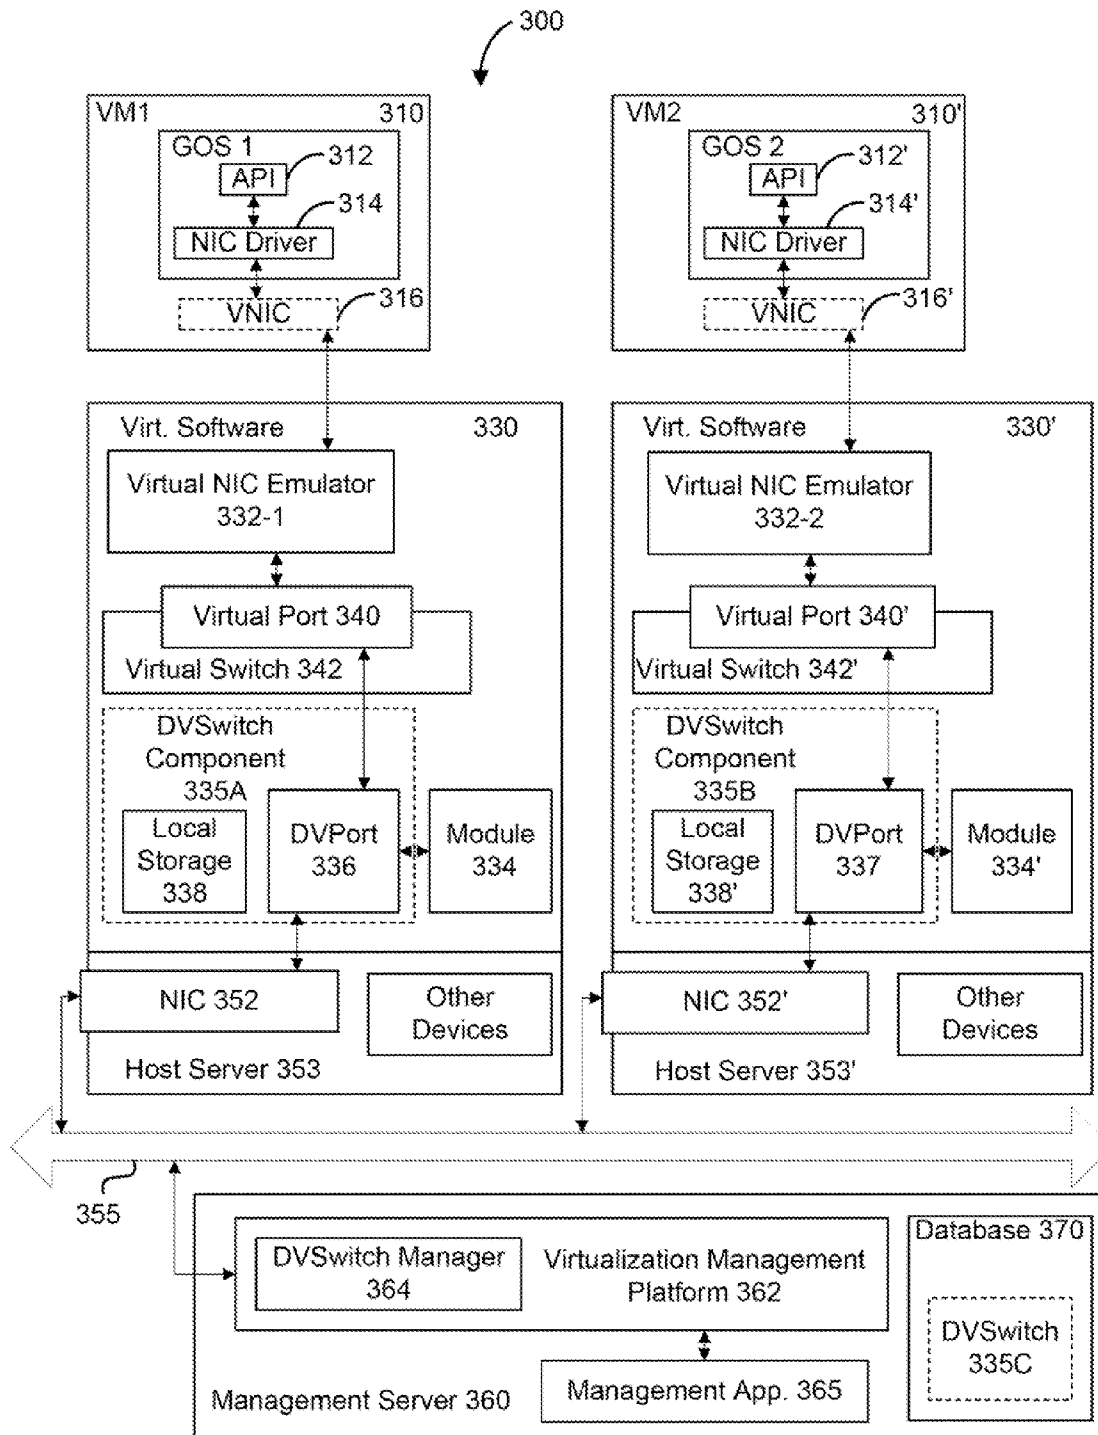 300
VM1
310
GOS 1
API
312
NIC Driver
314
VNIC
316
VM2
310'
GOS 2
API
312'
NIC Driver
314'
VNIC
316'
Virt. Software
330
Virtual NIC Emulator
332-1
Virtual Port 340
Virtual Switch 342
DVSwitch
Component
335A
Local
Storage
338
DVPort
336
Module
334
NIC 352
Other
Devices
Host Server 353
Virt. Software
330'
Virtual NIC Emulator
332-2
Virtual Port 340'
Virtual Switch 342'
DVSwitch
Component
335B
Local
Storage
338'
DVPort
337
Module
334'
NIC 352'
Other
Devices
Host Server 353'
355
DVSwitch Manager
364
Virtualization Management
Platform 362
Database 370
DVSwitch
335C
Management App. 365
Management Server 360